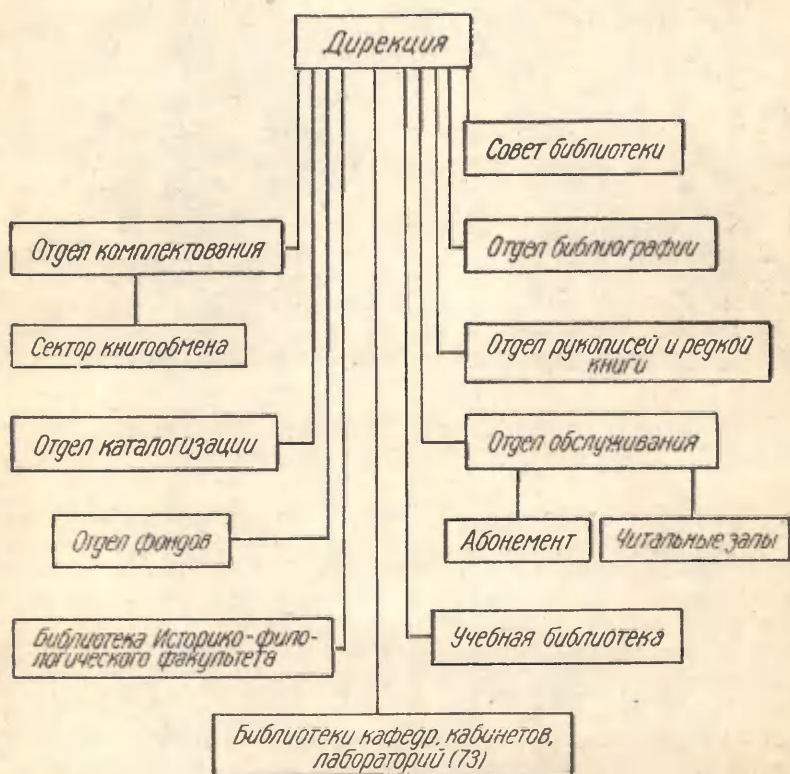 Дирекция
Совет библиотеки
Отдел комплектования
Отдел библиографии
Сектор книгообмена
Отдел рукописей и редкой
книги
Отдел каталогизации
Отдел обслуживания
Отдел фондов
Абонемент
Читальные залы
Библиотека Историко-фило-
логического факультета
Учебная библиотека
Библиотеки кафедр, кабинетов,
лабораторий (73)